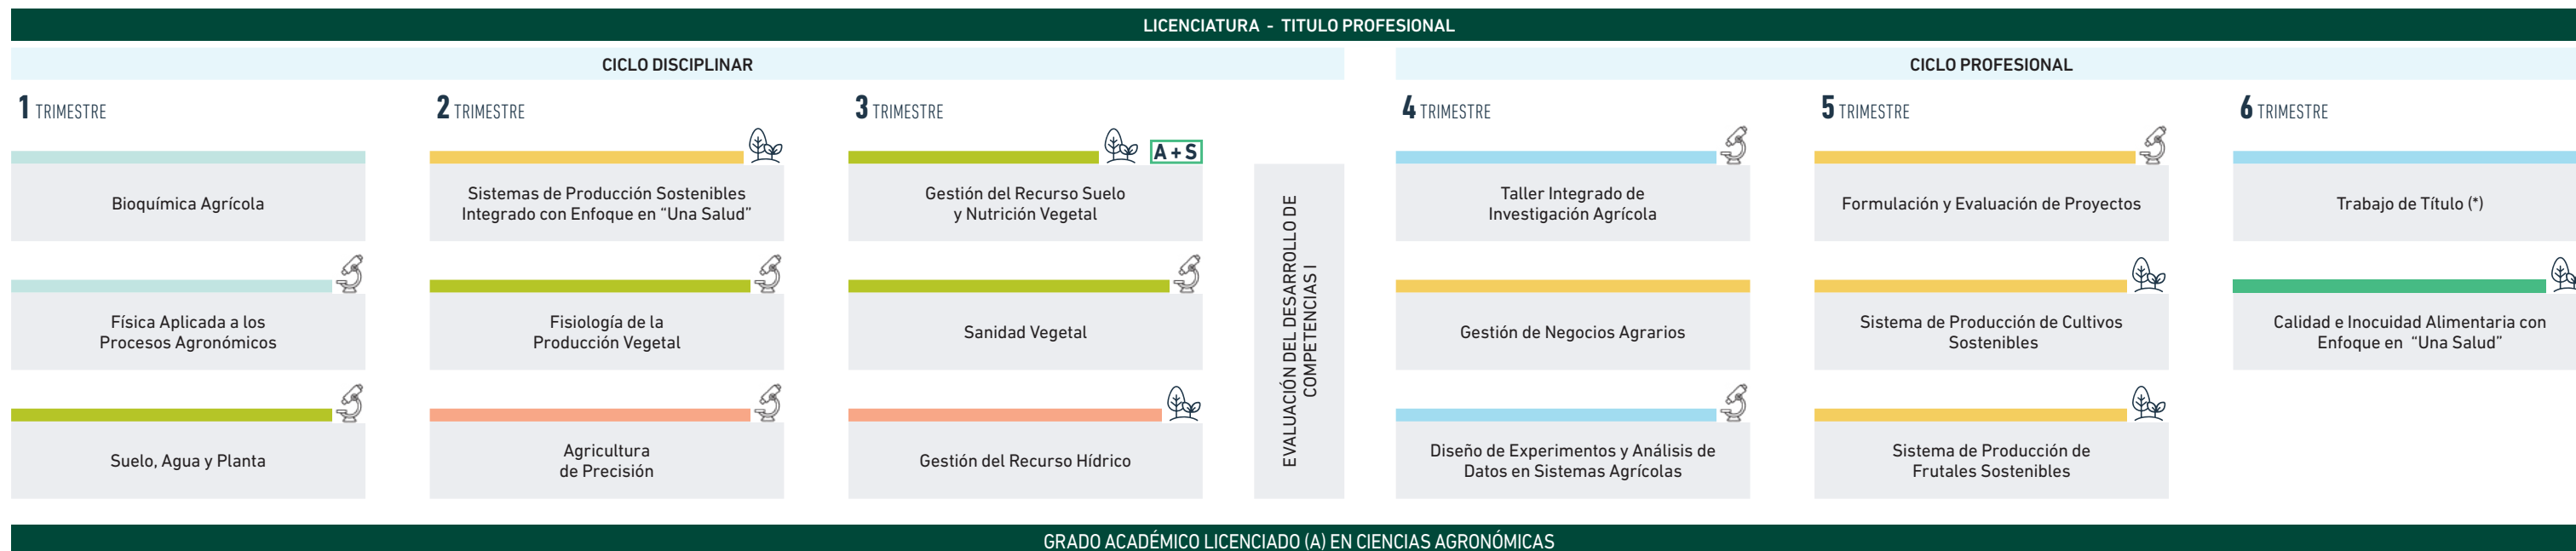 LICENCIATURA - TITULO PROFESIONAL
CICLO DISCIPLINAR
CICLO PROFESIONAL
1 TRIMESTRE
Bioquímica Agrícola
Física Aplicada a los
Procesos Agronómicos
Suelo, Agua y Planta
2 TRIMESTRE
Sistemas de Producción Sostenibles
Integrado con Enfoque en “Una Salud”
Fisiología de la
Producción Vegetal
Agricultura
de Precisión
3 TRIMESTRE
A + S
Gestión del Recurso Suelo
y Nutrición Vegetal
Sanidad Vegetal
Gestión del Recurso Hídrico
EVALUACIÓN DEL DESARROLLO DE
COMPETENCIAS I
4 TRIMESTRE
Taller Integrado de
Investigación Agrícola
Gestión de Negocios Agrarios
Diseño de Experimentos y Análisis de
Datos en Sistemas Agrícolas
5 TRIMESTRE
Formulación y Evaluación de Proyectos
Sistema de Producción de Cultivos
Sostenibles
Sistema de Producción de
Frutales Sostenibles
6 TRIMESTRE
Trabajo de Título (*)
Calidad e Inocuidad Alimentaria con
Enfoque en “Una Salud”
GRADO ACADÉMICO LICENCIADO (A) EN CIENCIAS AGRONÓMICAS